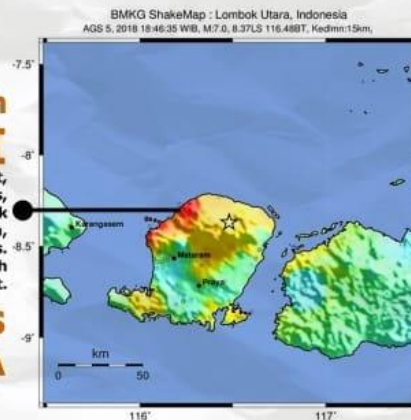 BMKG ShakeMap : Lombok Utara, Indonesia
AGS 5, 2018 18:46:35 WIB, M:7.0, 8.37LS 116.48BT, Kedlmn:15km,
-7.5˚
-8˚
Karangasem
-8.5˚
Mataram
Praya
-9˚
km
0 50
116˚ 117˚